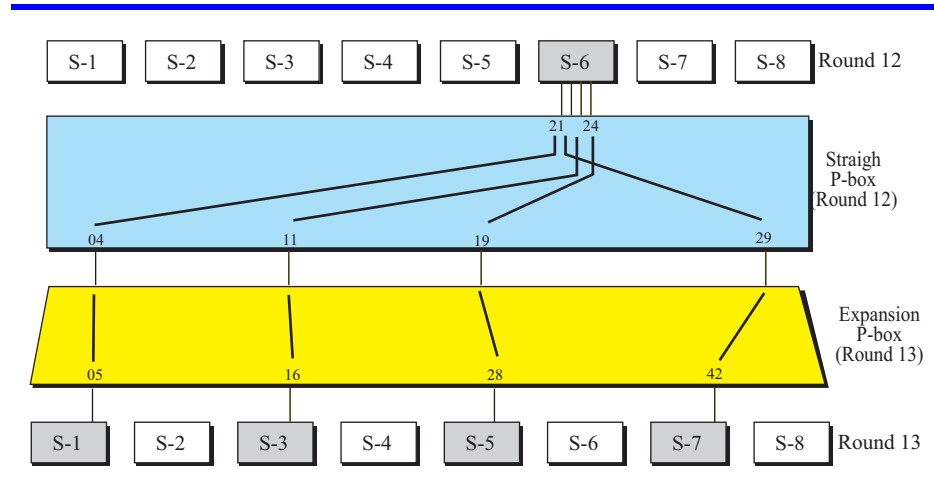 S-1 S-2 S-3 S-4 S-5 S-6 S-7 S-8 Round 12
21 24
Straigh
P-box
(Round 12)
04 11 19 29
Expansion
P-box
(Round 13)
05 16 28 42
S-1 S-2 S-3 S-4 S-5 S-6 S-7 S-8 Round 13